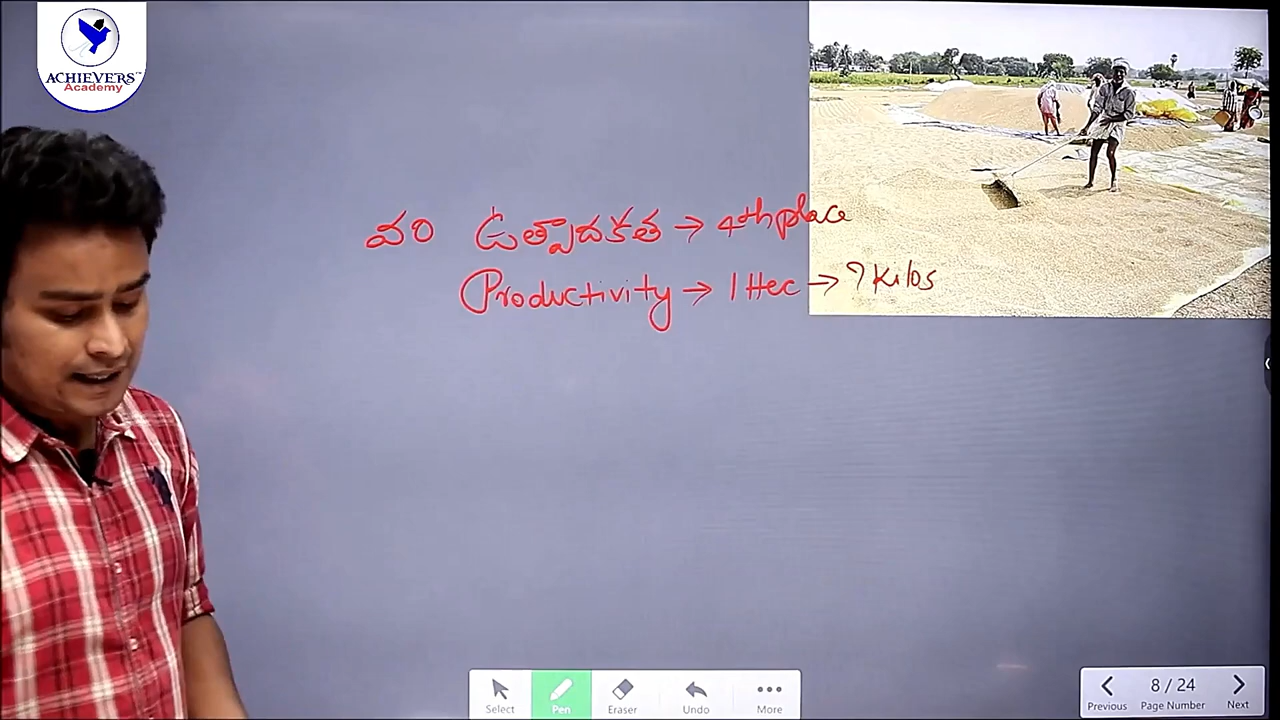 ACHIEVERS™
Academy
వరి ఉత్పాదకత → 4th place
Productivity → 1 Hec → ? Kilos
Select
Pen
Eraser
Undo
More
Previous
8 / 24
Page Number
Next